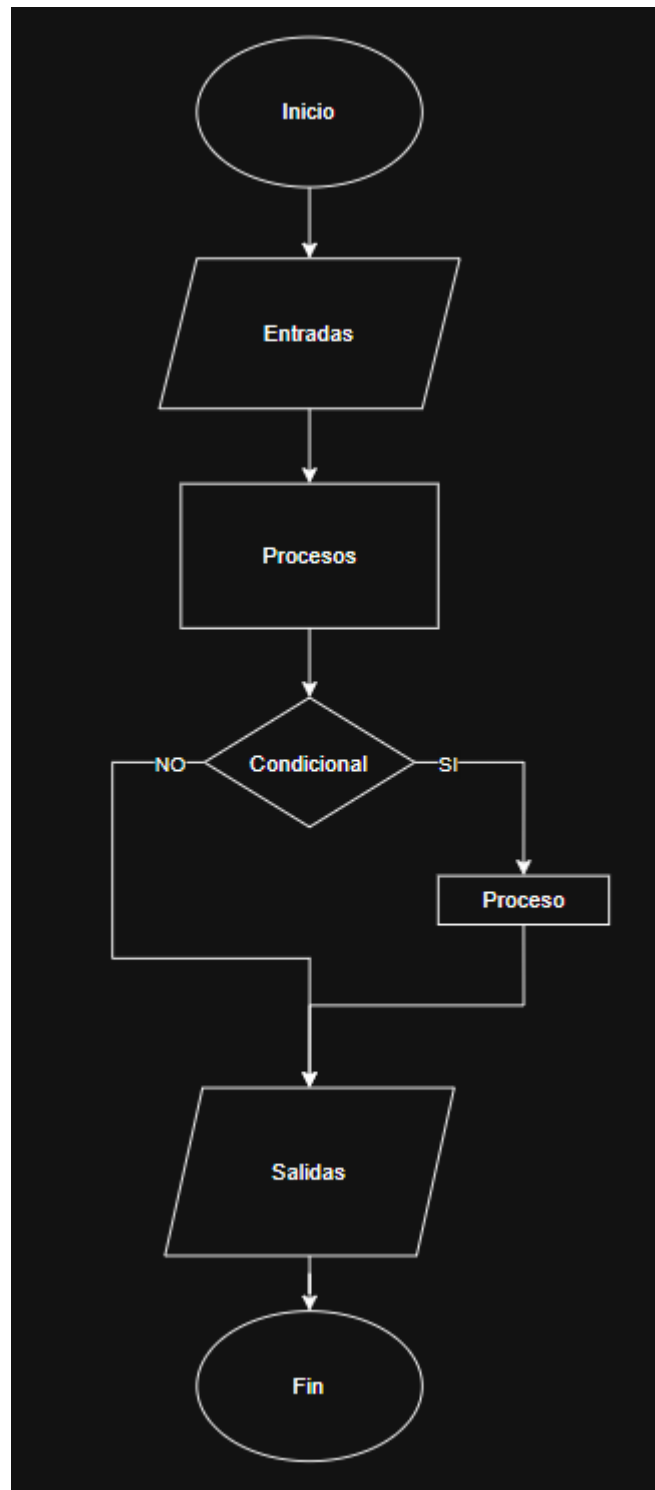 Inicio
Entradas
Procesos
NO
Condicional
SI
Proceso
Salidas
Fin